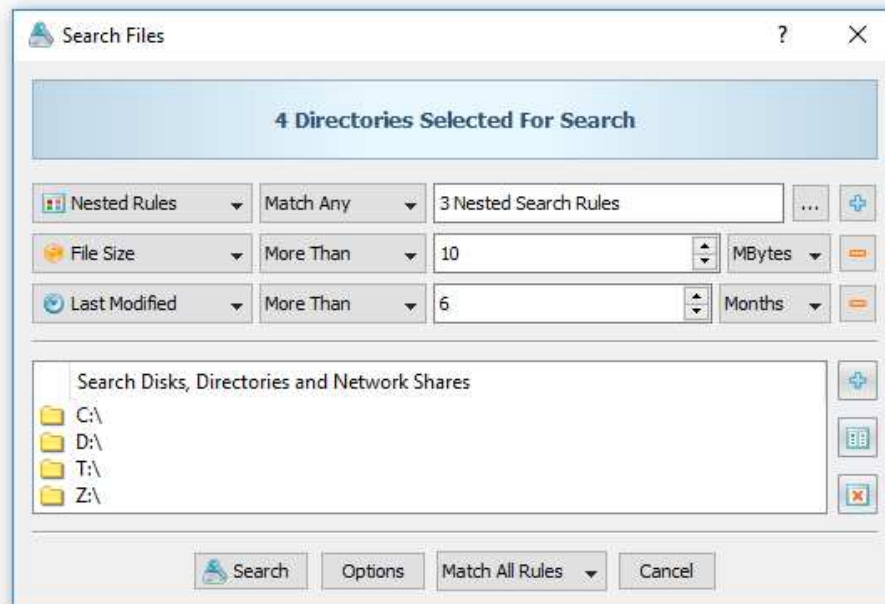 Search Files ?
4 Directories Selected For Search
Nested Rules Match Any 3 Nested Search Rules ...
File Size More Than 10 MBytes
Last Modified More Than 6 Months
Search Disks, Directories and Network Shares
C:\
D:\
T:\
Z:\
Search Options Match All Rules Cancel